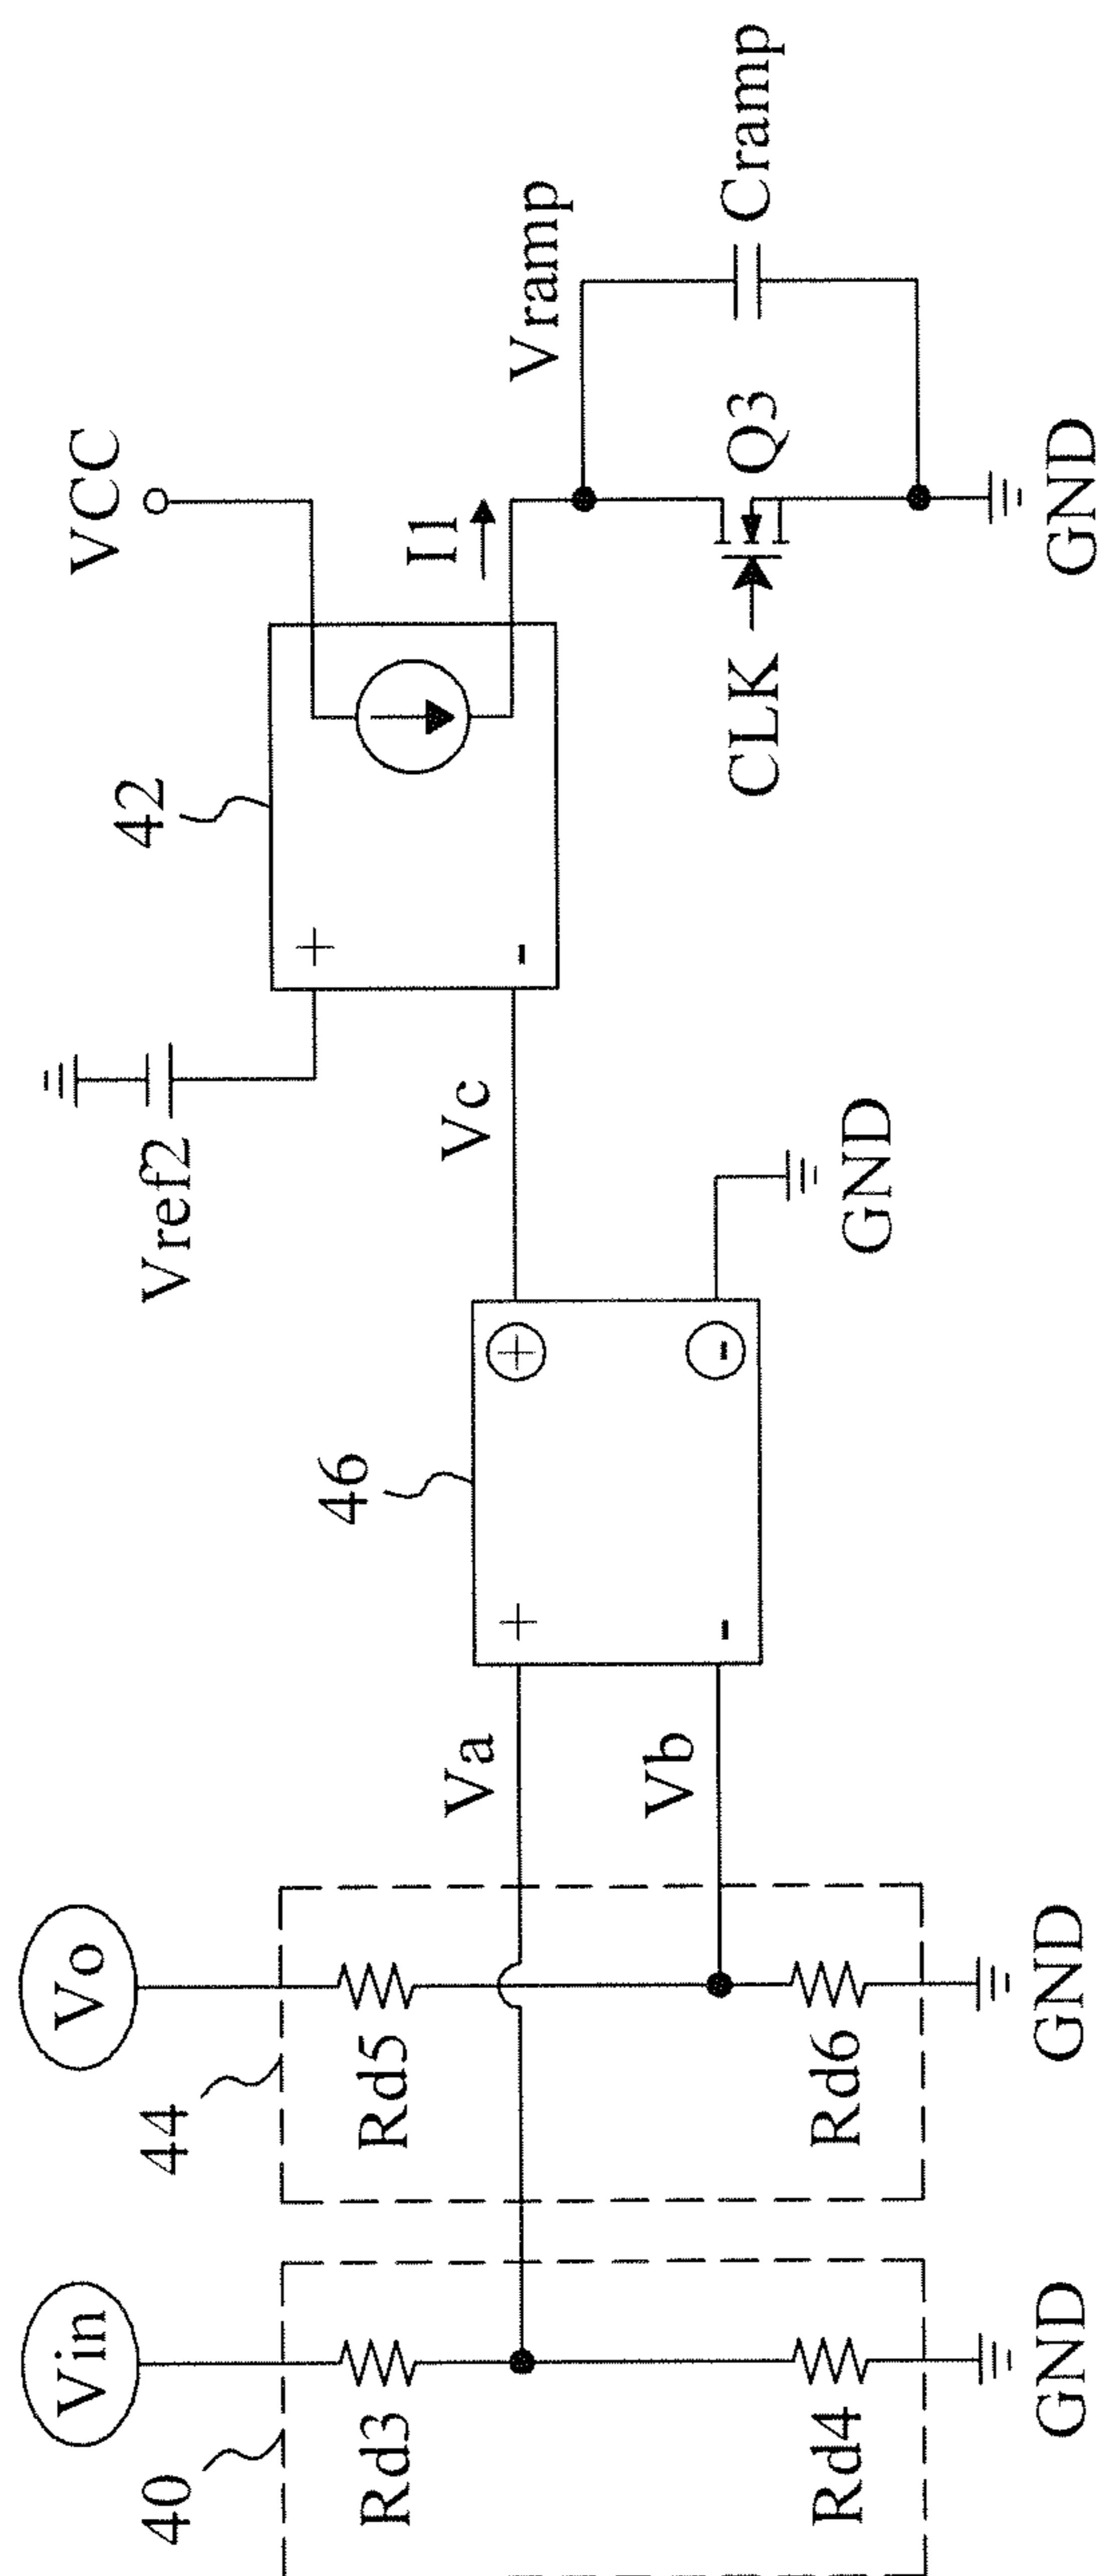 Vin
40
Rd3
Rd4
GND
Vo
44
Rd5
Rd6
GND
Va
Vb
46
+
-
+
-
GND
Vc
Vref2
42
+
-
VCC
I1
Vramp
CLK
Q3
Cramp
GND